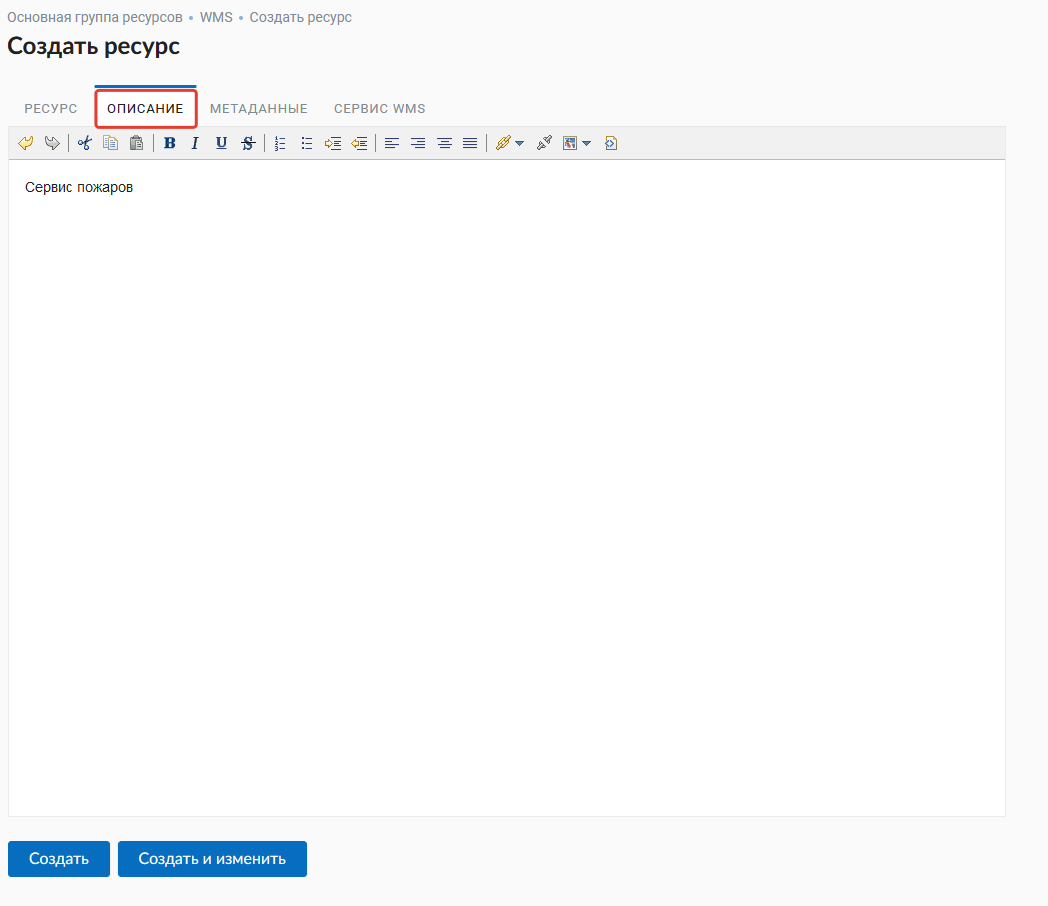 Основная группа ресурсов • WMS • Создать ресурс
Создать ресурс
РЕСУРС ОПИСАНИЕ МЕТАДАННЫЕ СЕРВИС WMS
B I U S
Сервис пожаров
Создать Создать и изменить